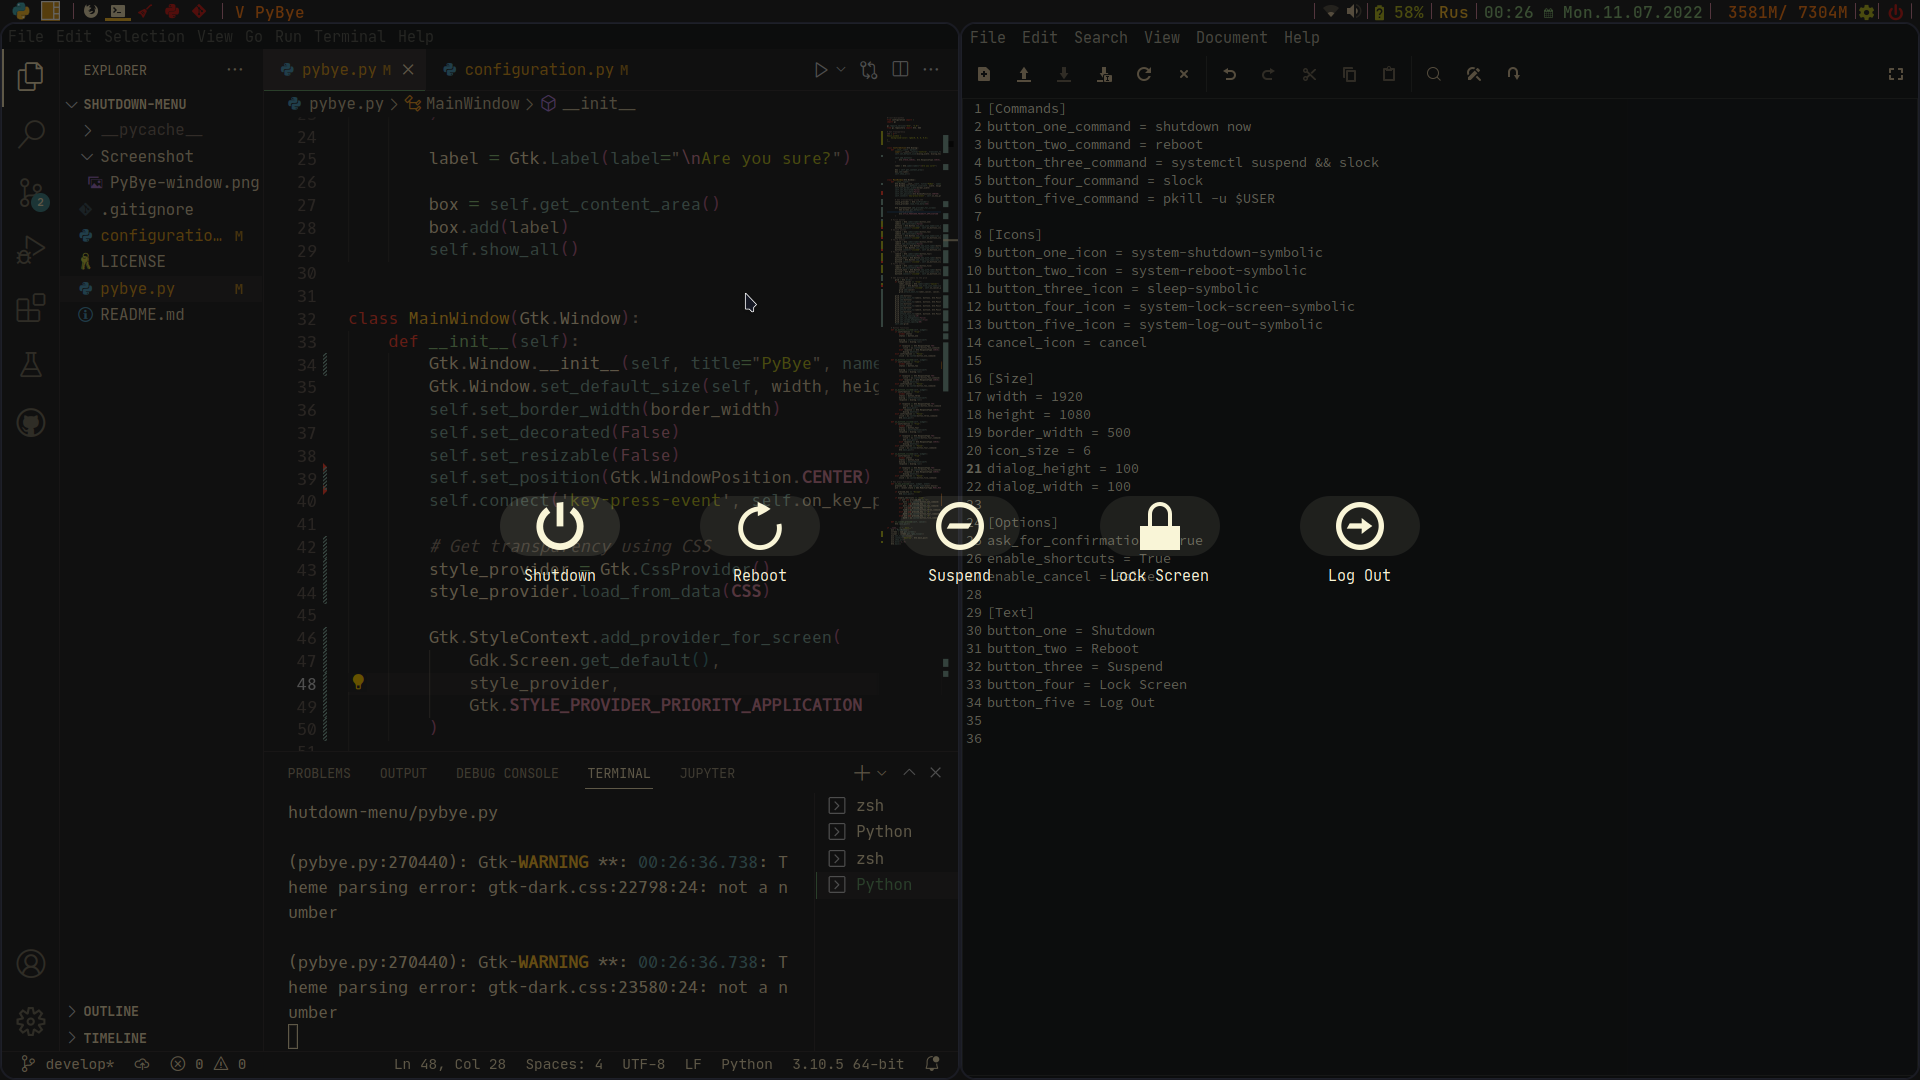 V PyBye
58% Rus 00:26 Mon.11.07.2022 3581M/ 7304M
File Edit Selection View Go Run Terminal Help
EXPLORER
SHUTDOWN-MENU
__pycache__
Screenshot
PyBye-window.png
.gitignore
configuratio… M
LICENSE
pybye.py M
README.md
OUTLINE
TIMELINE
2
pybye.py M
configuration.py M
pybye.py > MainWindow > __init__
24
25 label = Gtk.Label(label="\nAre you sure?")
26
27 box = self.get_content_area()
28 box.add(label)
29 self.show_all()
30
31
32 class MainWindow(Gtk.Window):
33 def __init__(self):
34 Gtk.Window.__init__(self, title="PyBye", name
35 Gtk.Window.set_default_size(self, width, heig
36 self.set_border_width(border_width)
37 self.set_decorated(False)
38 self.set_resizable(False)
39 self.set_position(Gtk.WindowPosition.CENTER)
40 self.connect('key-press-event', self.on_key_p
41
42 # Get transparency using CSS
43 style_provider = Gtk.CssProvider()
44 style_provider.load_from_data(CSS)
45
46 Gtk.StyleContext.add_provider_for_screen(
47 Gdk.Screen.get_default(),
48 style_provider,
49 Gtk.STYLE_PROVIDER_PRIORITY_APPLICATION
50 )
51
PROBLEMS OUTPUT DEBUG CONSOLE TERMINAL JUPYTER
hutdown-menu/pybye.py
(pybye.py:270440): Gtk-WARNING **: 00:26:36.738: T
heme parsing error: gtk-dark.css:22798:24: not a n
umber
(pybye.py:270440): Gtk-WARNING **: 00:26:36.738: T
heme parsing error: gtk-dark.css:23580:24: not a n
umber
zsh
Python
zsh
Python
develop* 0 0 Ln 48, Col 28 Spaces: 4 UTF-8 LF Python 3.10.5 64-bit
File Edit Search View Document Help
1 [Commands]
2 button_one_command = shutdown now
3 button_two_command = reboot
4 button_three_command = systemctl suspend && slock
5 button_four_command = slock
6 button_five_command = pkill -u $USER
7
8 [Icons]
9 button_one_icon = system-shutdown-symbolic
10 button_two_icon = system-reboot-symbolic
11 button_three_icon = sleep-symbolic
12 button_four_icon = system-lock-screen-symbolic
13 button_five_icon = system-log-out-symbolic
14 cancel_icon = cancel
15
16 [Size]
17 width = 1920
18 height = 1080
19 border_width = 500
20 icon_size = 6
21 dialog_height = 100
22 dialog_width = 100
23
24 [Options]
25 ask_for_confirmation = True
26 enable_shortcuts = True
enable_cancel =
28
29 [Text]
30 button_one = Shutdown
31 button_two = Reboot
32 button_three = Suspend
33 button_four = Lock Screen
34 button_five = Log Out
35
36
Shutdown
Reboot
Suspend
Lock Screen
Log Out